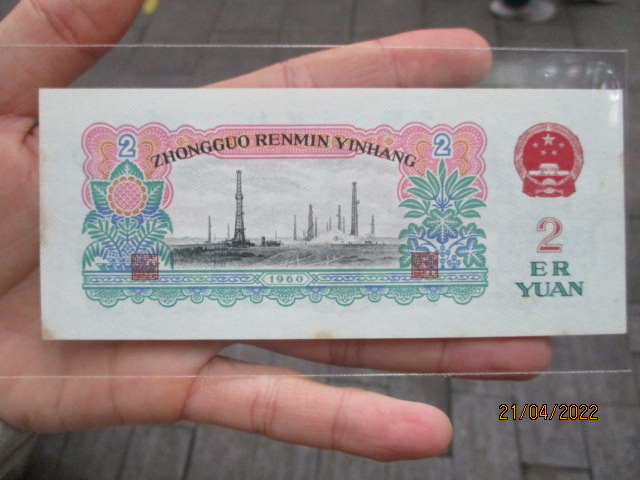 2
2
ZHONGGUO RENMIN YINHANG
1960
2
ER
YUAN
21/04/2022